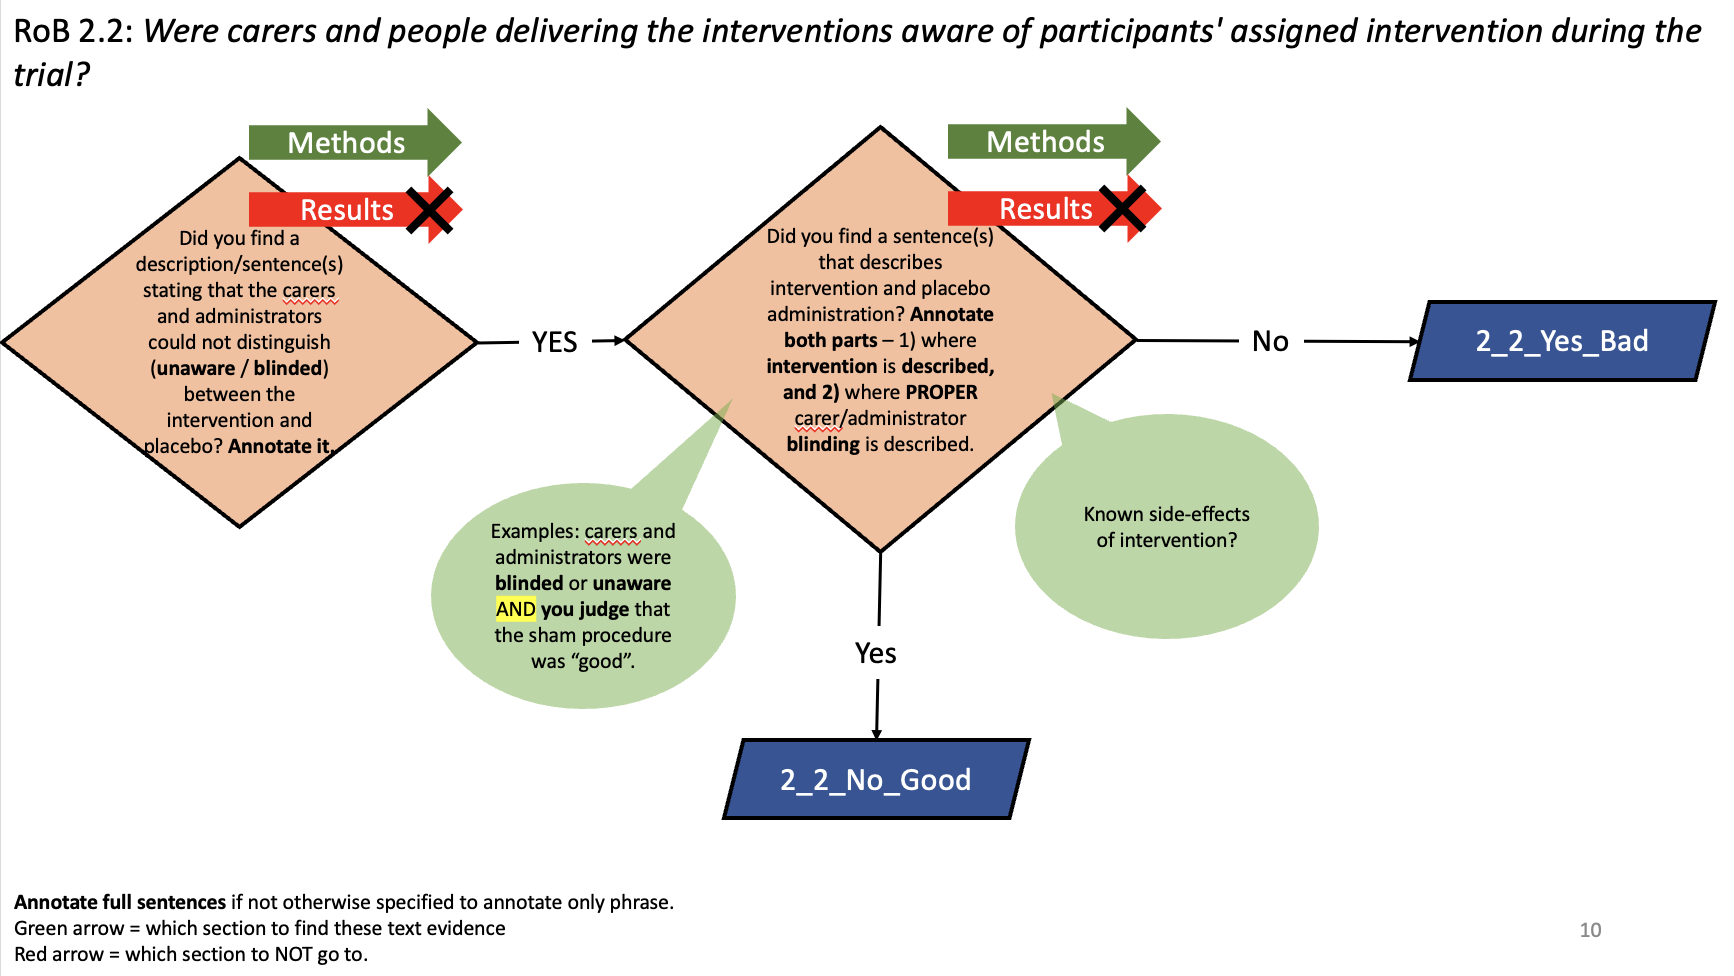 RoB 2.2: Were carers and people delivering the interventions aware of participants' assigned intervention during the
trial?
Methods
Results
Did you find a
description/sentence(s)
stating that the carers
and administrators
could not distinguish
(unaware / blinded)
between the
intervention and
placebo? Annotate it.
YES
Methods
Results
Did you find a sentence(s)
that describes
intervention and placebo
administration? Annotate
both parts – 1) where
intervention is described,
and 2) where PROPER
carer/administrator
blinding is described.
No
2_2_Yes_Bad
Examples: carers and
administrators were
blinded or unaware
AND you judge that
the sham procedure
was “good”.
Known side-effects
of intervention?
Yes
2_2_No_Good
Annotate full sentences if not otherwise specified to annotate only phrase.
Green arrow = which section to find these text evidence
Red arrow = which section to NOT go to.
10